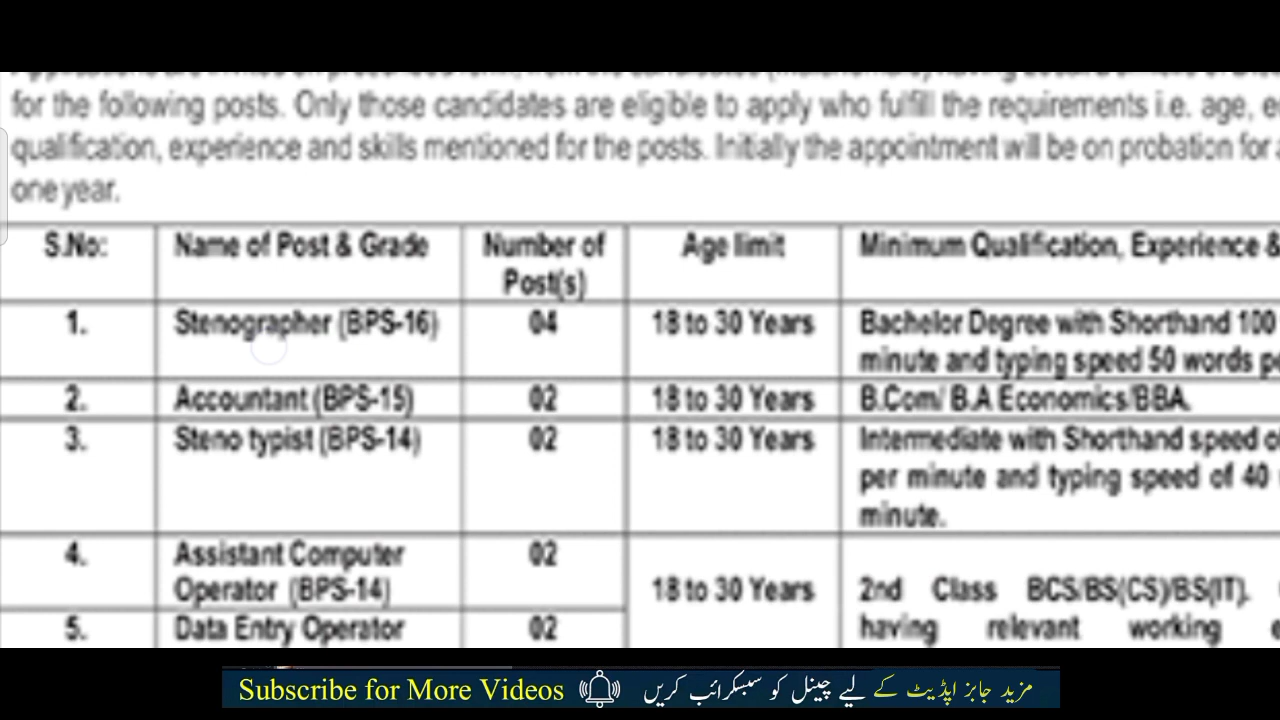 for the following posts. Only those candidates are eligible to apply who fulfill the requirements i.e. age, e
qualification, experience and skills mentioned for the posts. Initially the appointment will be on probation for a
one year.
S.No: Name of Post & Grade Number of Post(s) Age limit Minimum Qualification, Experience &
1. Stenographer (BPS-16) 04 18 to 30 Years Bachelor Degree with Shorthand 100
minute and typing speed 50 words pe
2. Accountant (BPS-15) 02 18 to 30 Years B.Com/ B.A Economics/BBA.
3. Steno typist (BPS-14) 02 18 to 30 Years Intermediate with Shorthand speed o
per minute and typing speed of 40
minute.
4. Assistant Computer Operator (BPS-14) 02 18 to 30 Years 2nd Class BCS/BS(CS)/BS(IT).
5. Data Entry Operator 02 having relevant working e
Subscribe for More Videos مزید جابز اپڈیٹ کے لیے چینل کو سبسکرائب کریں